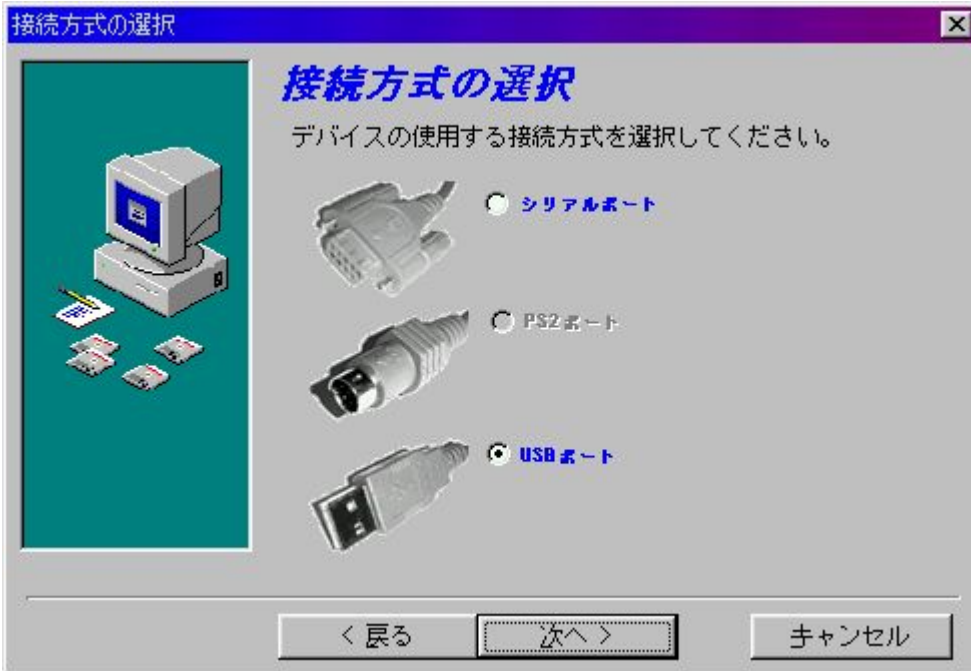 接続方式の選択
接続方式の選択
デバイスの使用する接続方式を選択してください。
シリアルポート
PS2ポート
USBポート
< 戻る
次へ >
キャンセル